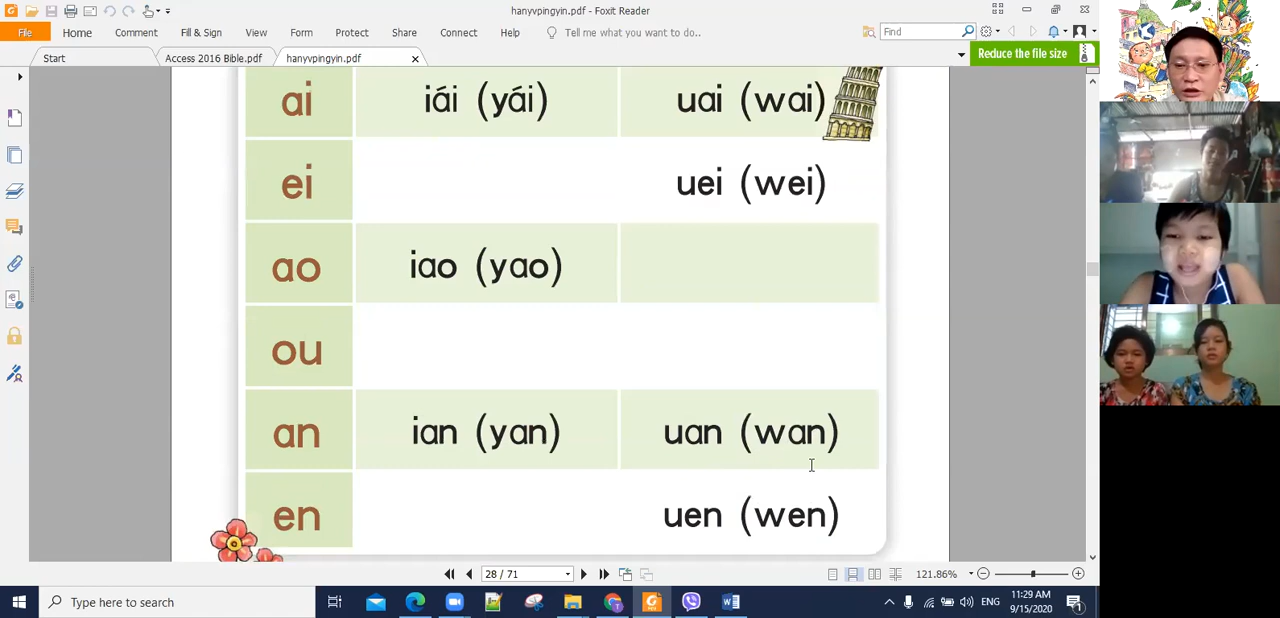 hanyvpingyin.pdf - Foxit Reader
File Home Comment Fill & Sign View Form Protect Share Connect Help Tell me what you want to do.. Find
Start Access 2016 Bible.pdf hanyvpingyin.pdf Reduce the file size
ai iái (yái) uai (wai)
ei uei (wei)
ao iao (yao)
ou
an ian (yan) uan (wan)
en uen (wen)
28 / 71 121.86%
Type here to search ENG 11:29 AM
9/15/2020